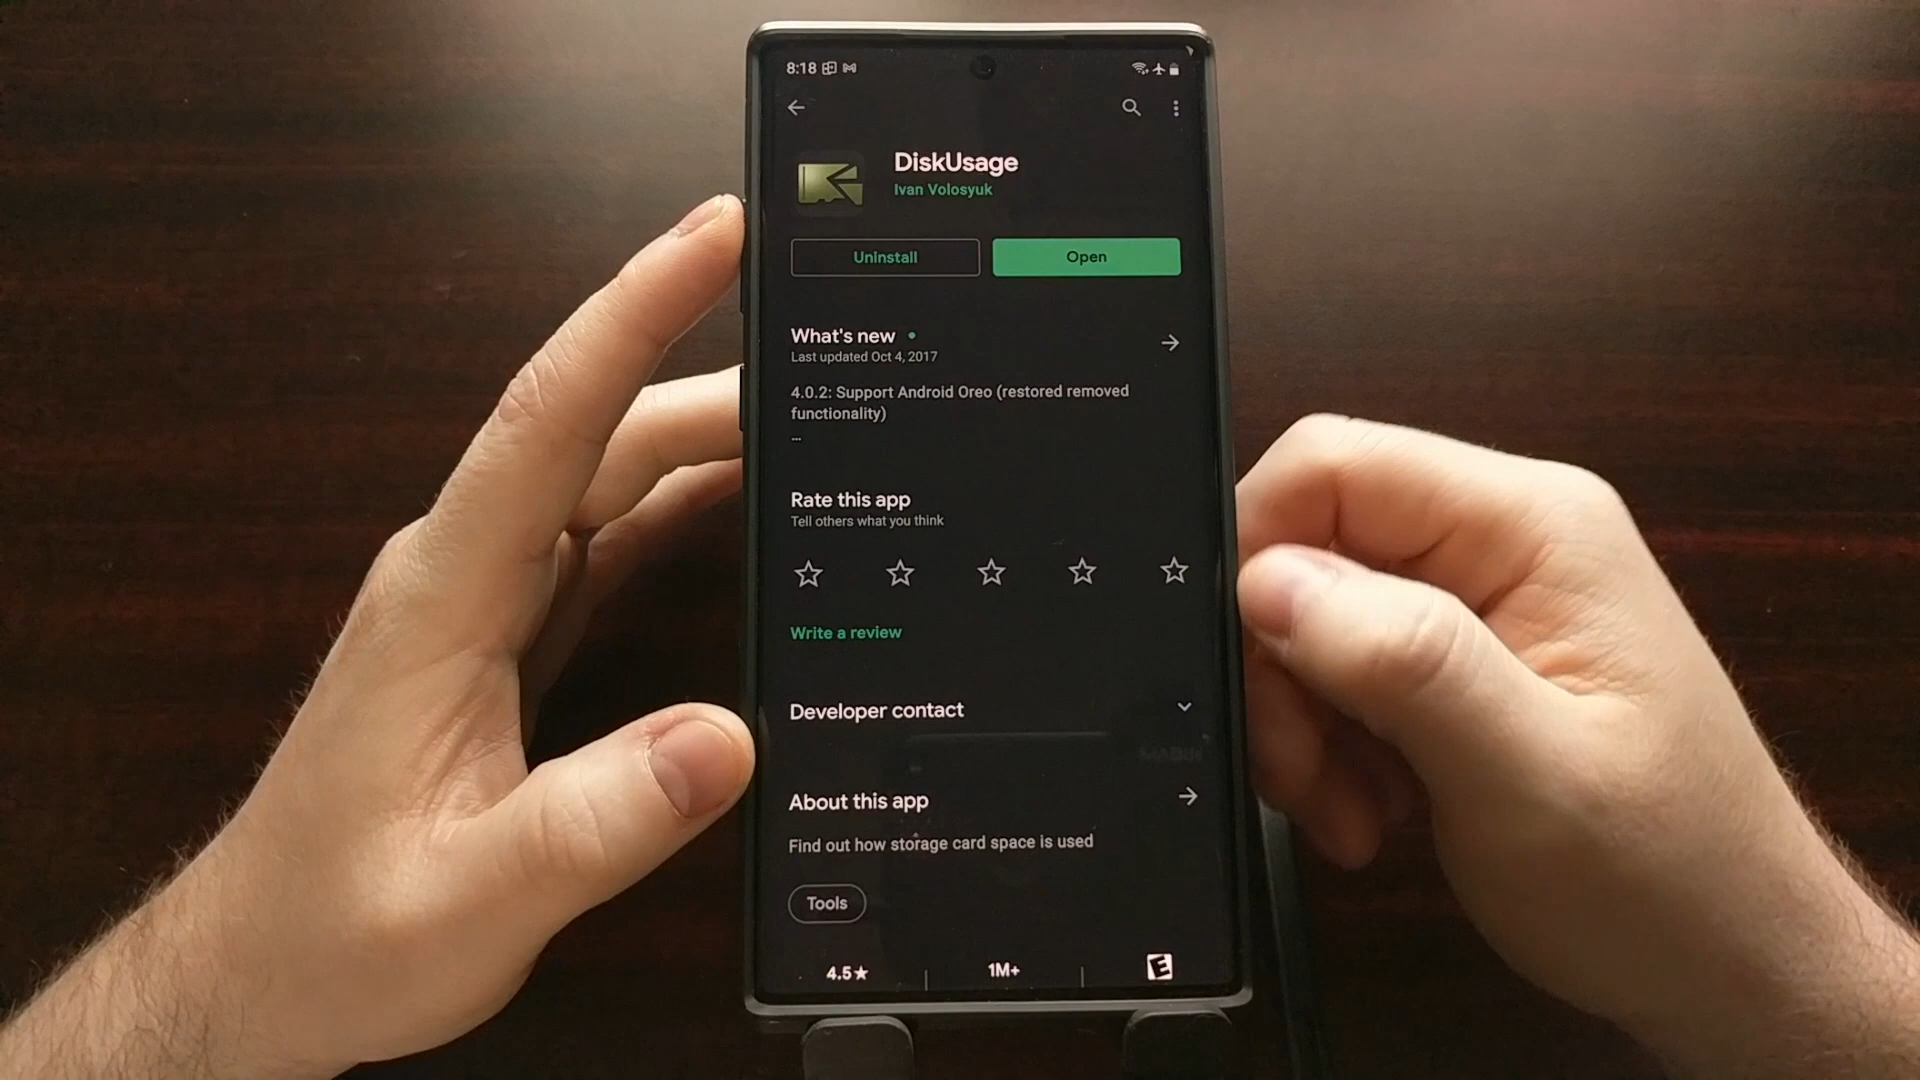 8:18
DiskUsage
Ivan Volosyuk
Uninstall
Open
What's new
Last updated Oct 4, 2017
4.0.2: Support Android Oreo (restored removed
functionality)
...
Rate this app
Tell others what you think
Write a review
Developer contact
About this app
Find out how storage card space is used
Tools
4.5★
1M+
E